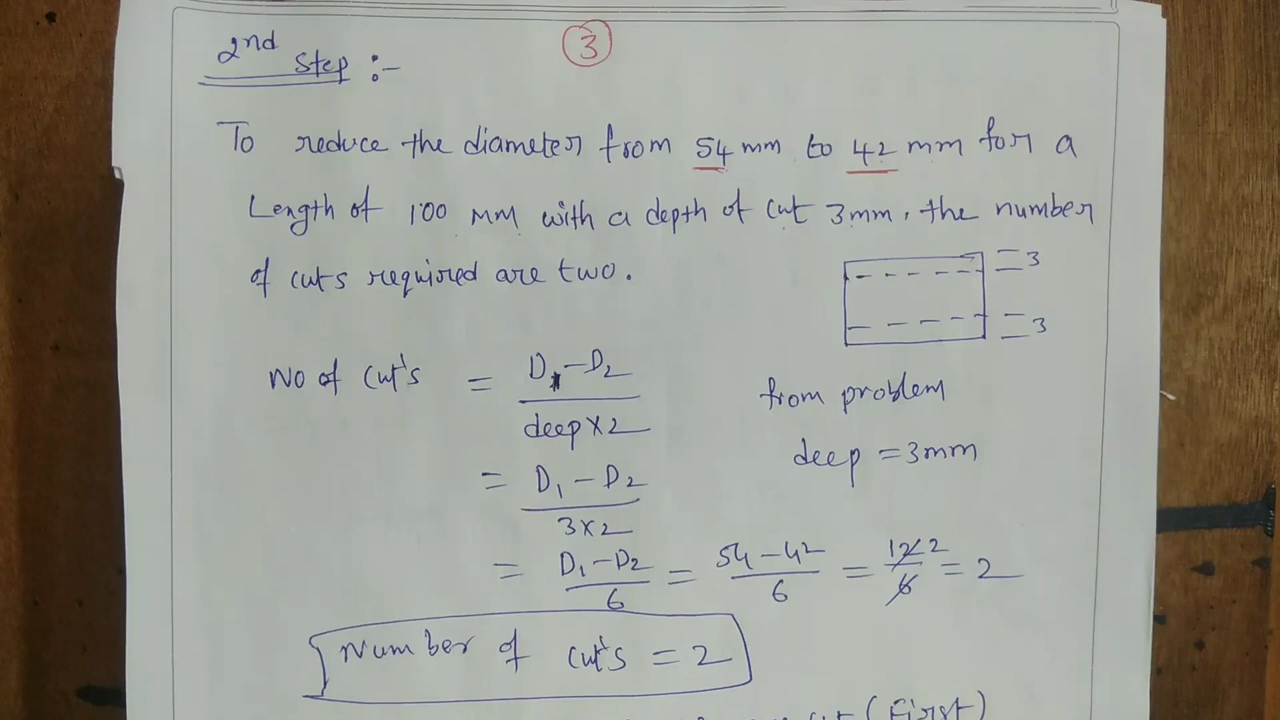 3
2nd Step :-
To reduce the diameter from 54 mm to 42 mm for a
Length of 100 MM with a depth of cut 3mm, the number
of cuts required are two.
= 3
= 3
No of cut's = D1-D2 / deep×2
from problem
deep = 3mm
= D1 - D2 / 3×2
= D1-D2 / 6 = 54-42 / 6 = 12 2 / 6 = 2
Number of cut's = 2
cut (First)